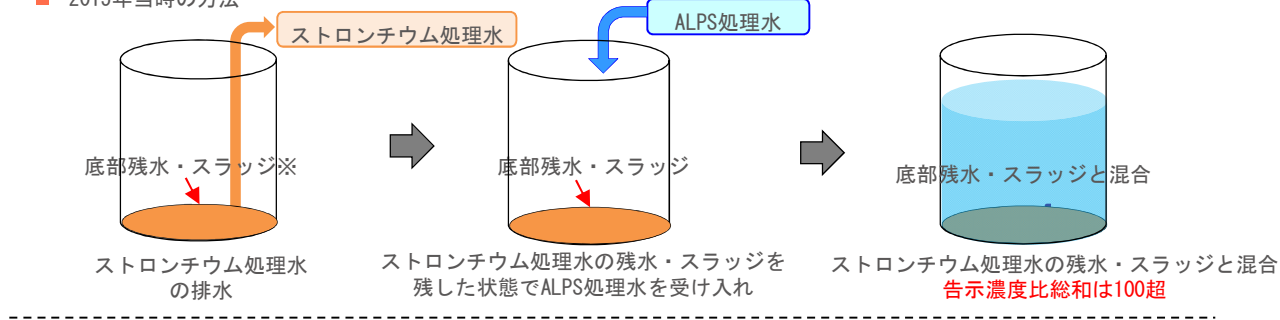 ストロンチウム処理水
ALPS処理水
底部残水・スラッジ※
底部残水・スラッジ
底部残水・スラッジと混合
ストロンチウム処理水
の排水
ストロンチウム処理水の残水・スラッジを
残した状態でALPS処理水を受け入れ
ストロンチウム処理水の残水・スラッジと混合
告示濃度比総和は100超